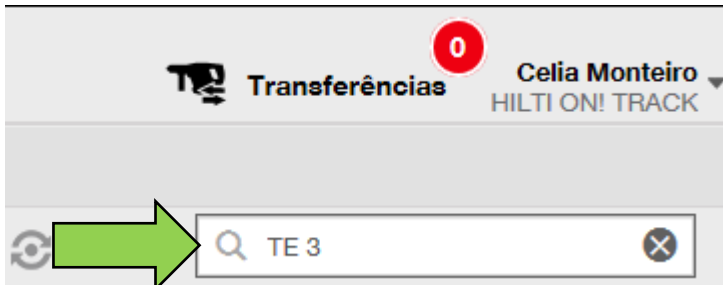 0
Transferências
Celia Monteiro
HILTI ON! TRACK
TE 3